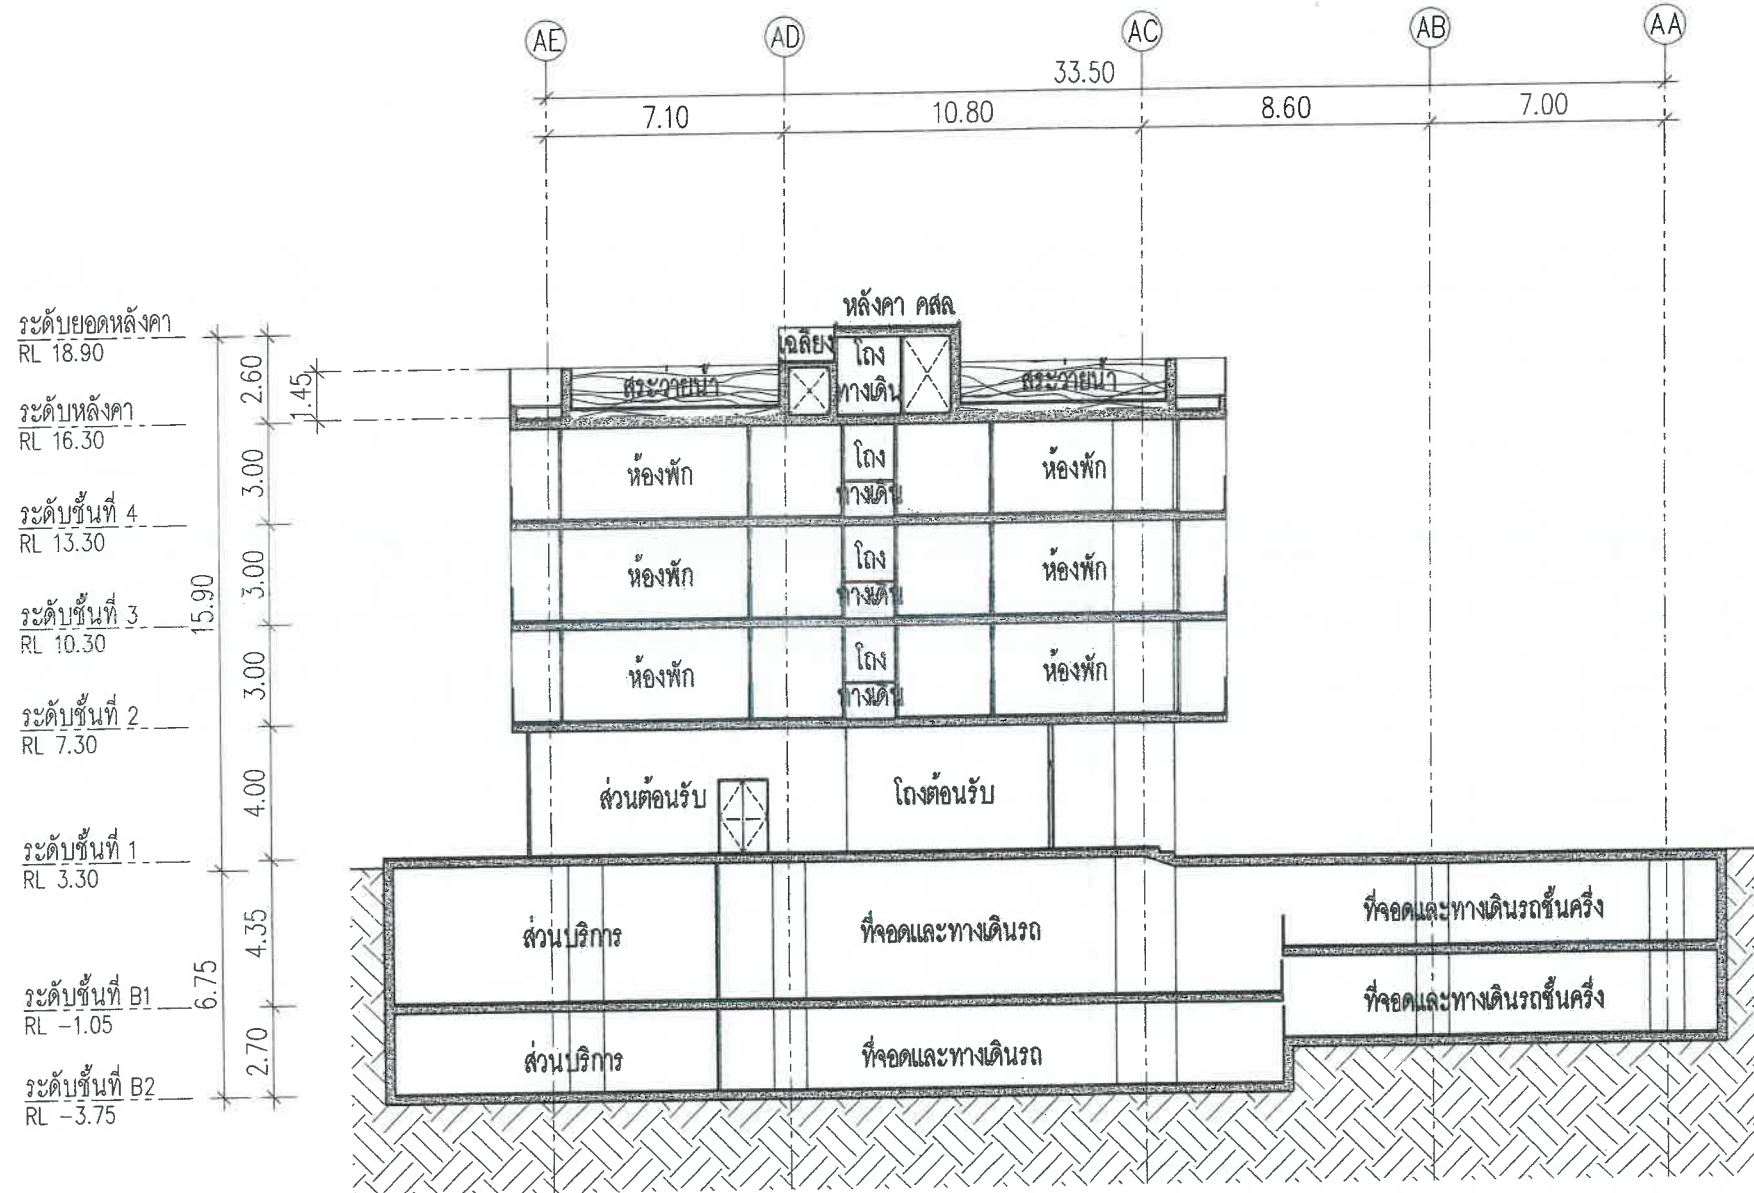 AE AD AC AB AA
33.50
7.10 10.80 8.60 7.00
หลังคา คสล
ระดับยอดหลังคา
RL 18.90
เฉลียง
โถง
ทางเดิน
สระว่ายน้ำ
สระว่ายน้ำ
2.60
1.45
ระดับหลังคา
RL 16.30
ห้องพัก
โถง
ทางเดิน
ห้องพัก
3.00
ระดับชั้นที่ 4
RL 13.30
ห้องพัก
โถง
ทางเดิน
ห้องพัก
3.00
15.90
ระดับชั้นที่ 3
RL 10.30
ห้องพัก
โถง
ทางเดิน
ห้องพัก
3.00
ระดับชั้นที่ 2
RL 7.30
ส่วนต้อนรับ
โถงต้อนรับ
4.00
ระดับชั้นที่ 1
RL 3.30
ส่วนบริการ
ที่จอดและทางเดินรถ
ที่จอดและทางเดินรถชั้นครึ่ง
4.35
6.75
ระดับชั้นที่ B1
RL -1.05
ที่จอดและทางเดินรถชั้นครึ่ง
ส่วนบริการ
ที่จอดและทางเดินรถ
2.70
ระดับชั้นที่ B2
RL -3.75